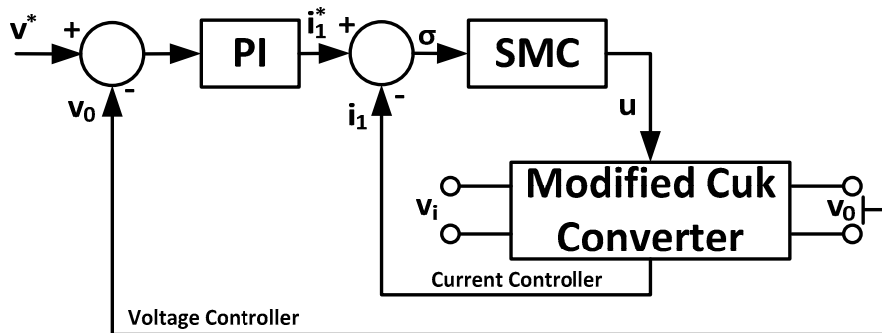 v*
+
-
v₀
PI
i₁*
+
-
i₁
σ
SMC
u
vᵢ
Modified Cuk
Converter
v₀
Current Controller
Voltage Controller